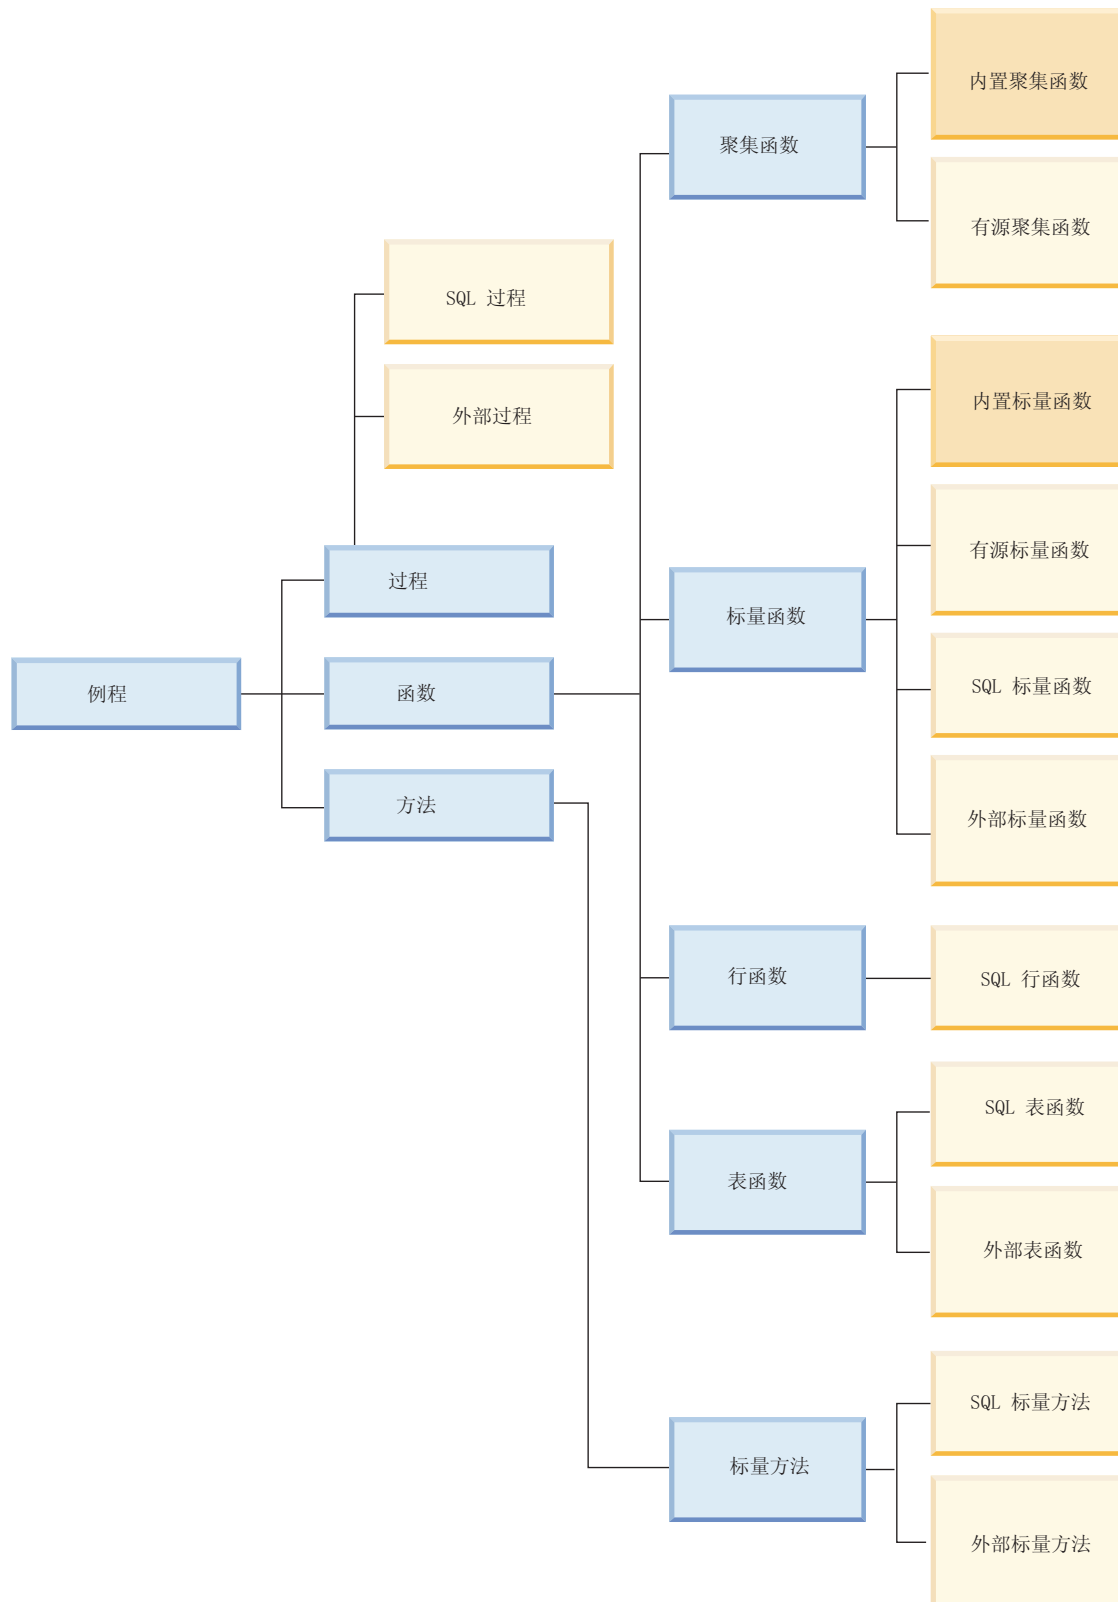 内置聚集函数
聚集函数
有源聚集函数
SQL 过程
外部过程
内置标量函数
有源标量函数
过程
标量函数
SQL 标量函数
例程
函数
方法
外部标量函数
行函数
SQL 行函数
SQL 表函数
表函数
外部表函数
SQL 标量方法
标量方法
外部标量方法